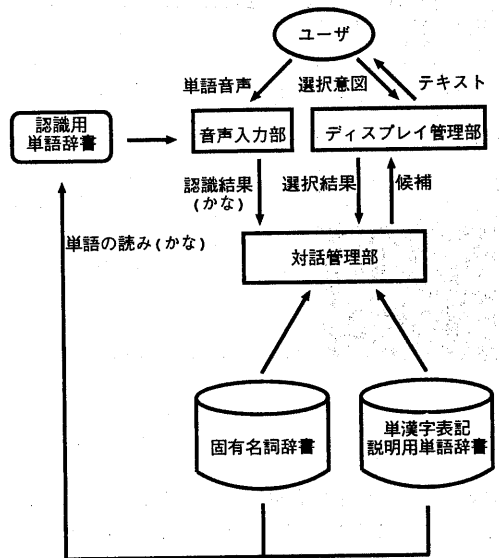 ユーザ
単語音声
選択意図
テキスト
認識用
単語辞書
音声入力部
ディスプレイ管理部
認識結果
(かな)
選択結果
候補
単語の読み(かな)
対話管理部
固有名詞辞書
単漢字表記
説明用単語辞書